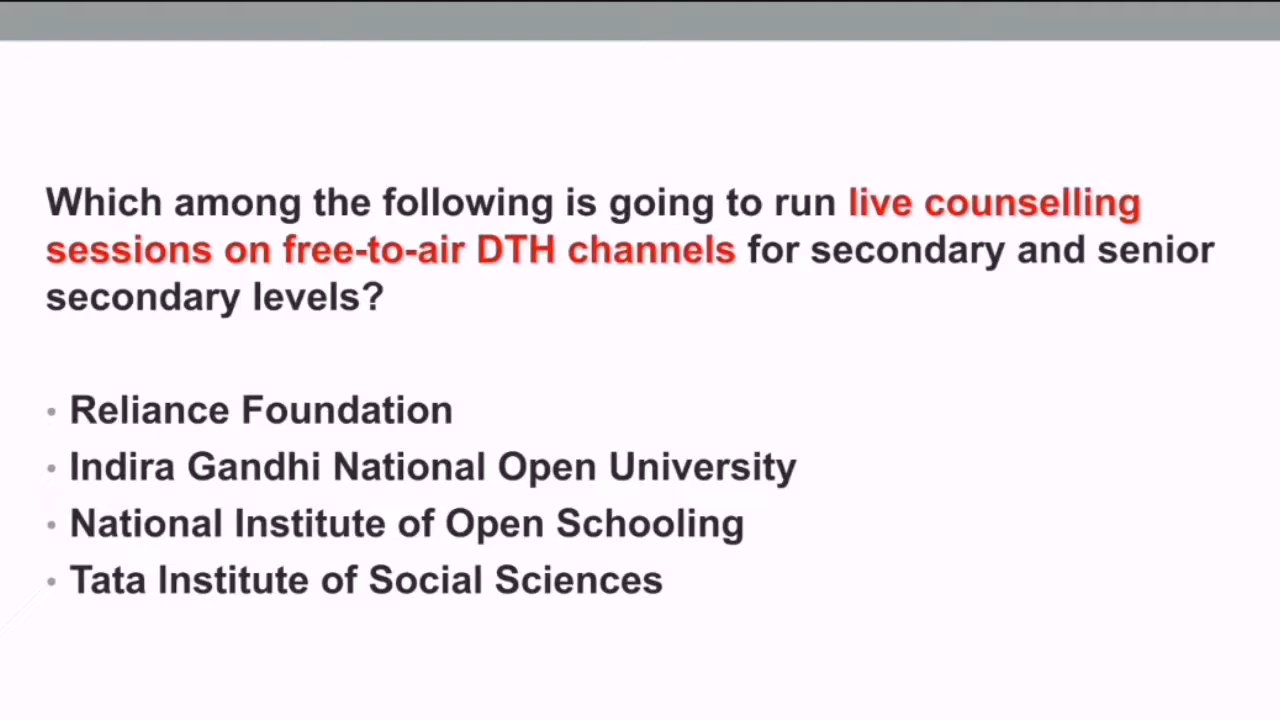 Which among the following is going to run live counselling
sessions on free-to-air DTH channels for secondary and senior
secondary levels?
• Reliance Foundation
• Indira Gandhi National Open University
• National Institute of Open Schooling
• Tata Institute of Social Sciences